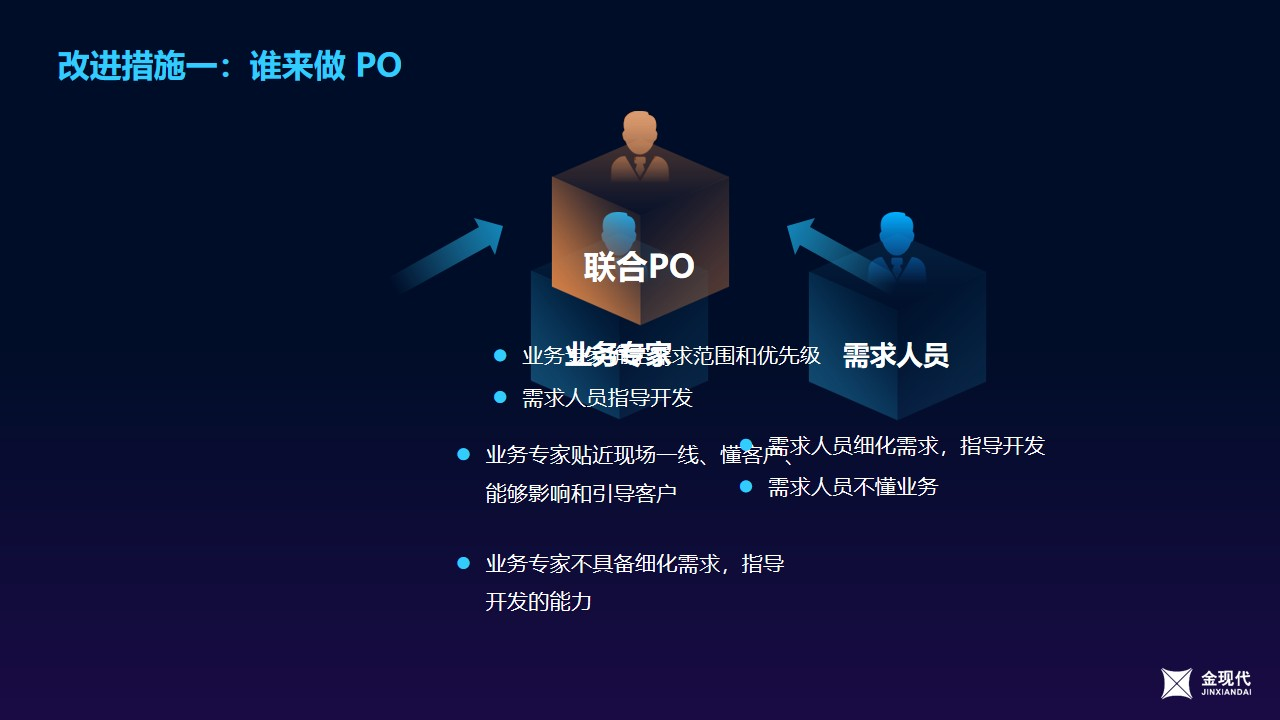 改进措施一：谁来做 PO
联合PO
业务专家
需求人员
业务专家 需求范围和优先级
需求人员指导开发
业务专家贴近现场一线、懂客户、
能够影响和引导客户
业务专家不具备细化需求，指导
开发的能力
需求人员细化需求，指导开发
需求人员不懂业务
金现代
JINXIANDAI